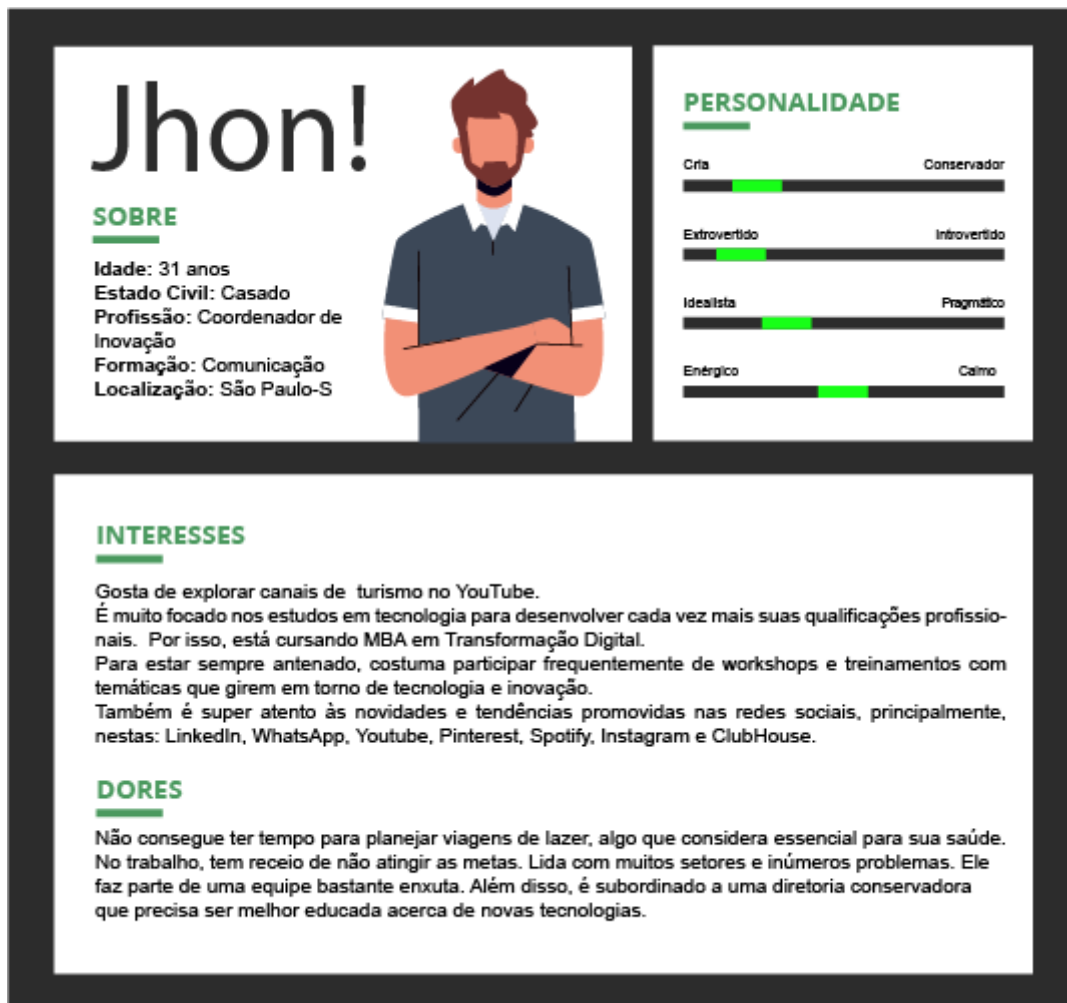 Jhon!
SOBRE
Idade: 31 anos
Estado Civil: Casado
Profissão: Coordenador de
Inovação
Formação: Comunicação
Localização: São Paulo-S
PERSONALIDADE
Cria Conservador
Extrovertido Introvertido
Idealista Pragmático
Enérgico Calmo
INTERESSES
Gosta de explorar canais de turismo no YouTube.
É muito focado nos estudos em tecnologia para desenvolver cada vez mais suas qualificações profissio-
nais. Por isso, está cursando MBA em Transformação Digital.
Para estar sempre antenado, costuma participar frequentemente de workshops e treinamentos com
temáticas que girem em torno de tecnologia e inovação.
Também é super atento às novidades e tendências promovidas nas redes sociais, principalmente,
nestas: LinkedIn, WhatsApp, Youtube, Pinterest, Spotify, Instagram e ClubHouse.
DORES
Não consegue ter tempo para planejar viagens de lazer, algo que considera essencial para sua saúde.
No trabalho, tem receio de não atingir as metas. Lida com muitos setores e inúmeros problemas. Ele
faz parte de uma equipe bastante enxuta. Além disso, é subordinado a uma diretoria conservadora
que precisa ser melhor educada acerca de novas tecnologias.